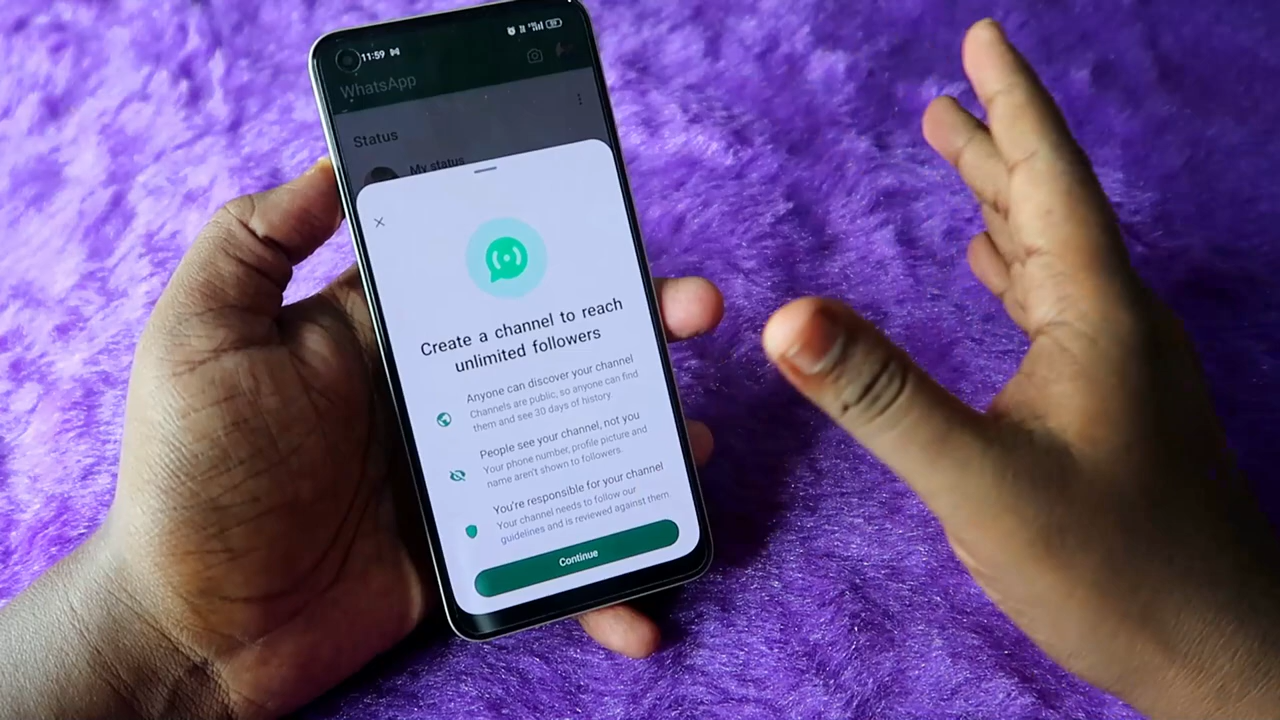 11:59
WhatsApp
Status
My status
Create a channel to reach
unlimited followers
Anyone can discover your channel
Channels are public, so anyone can find
them and see 30 days of history.
People see your channel, not you
Your phone number, profile picture and
name aren't shown to followers.
You're responsible for your channel
Your channel needs to follow our
guidelines and is reviewed against them.
Continue